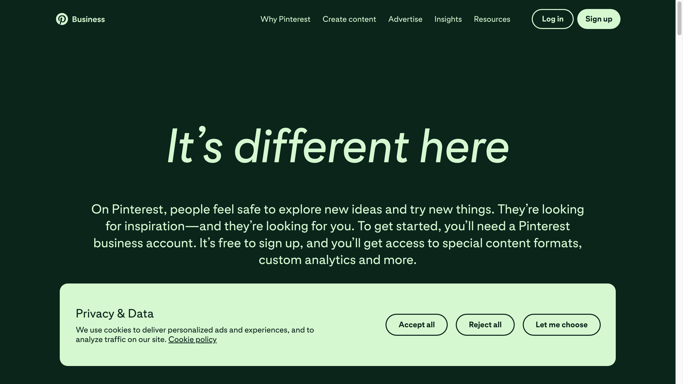 Business
Why Pinterest
Create content
Advertise
Insights
Resources
Log in
Sign up
It’s different here
On Pinterest, people feel safe to explore new ideas and try new things. They’re looking
for inspiration—and they’re looking for you. To get started, you’ll need a Pinterest
business account. It’s free to sign up, and you’ll get access to special content formats,
custom analytics and more.
Privacy & Data
We use cookies to deliver personalized ads and experiences, and to
analyze traffic on our site. Cookie policy
Accept all
Reject all
Let me choose